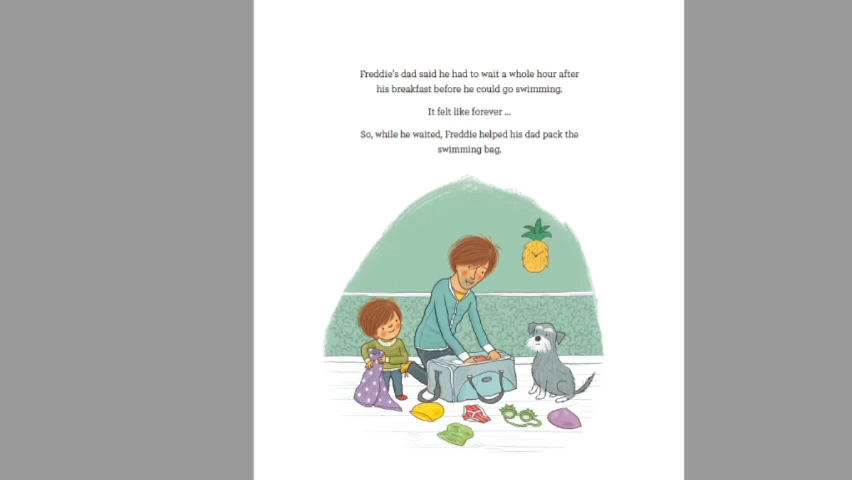 Freddie's dad said he had to wait a whole hour after
his breakfast before he could go swimming.
It felt like forever ...
So, while he waited, Freddie helped his dad pack the
swimming bag.